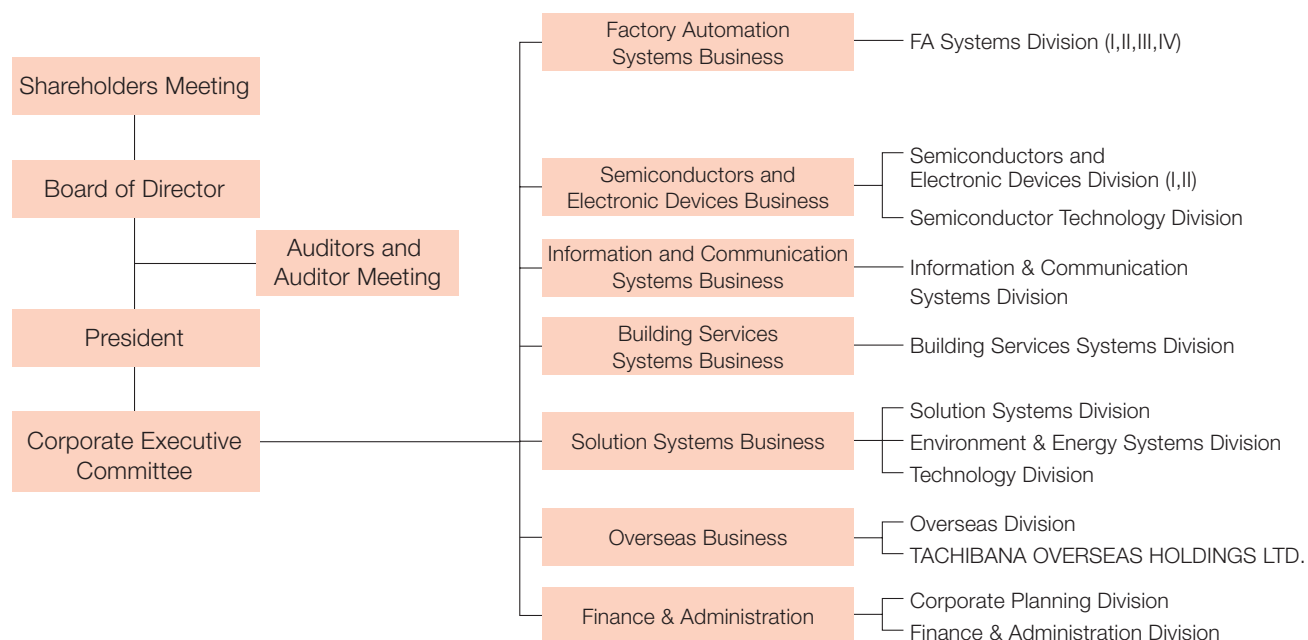 Shareholders Meeting
Board of Director
Auditors and
Auditor Meeting
President
Corporate Executive
Committee
Factory Automation
Systems Business
FA Systems Division (I,II,III,IV)
Semiconductors and
Electronic Devices Business
Semiconductors and
Electronic Devices Division (I,II)
Semiconductor Technology Division
Information and Communication
Systems Business
Information & Communication
Systems Division
Building Services
Systems Business
Building Services Systems Division
Solution Systems Business
Solution Systems Division
Environment & Energy Systems Division
Technology Division
Overseas Business
Overseas Division
TACHIBANA OVERSEAS HOLDINGS LTD.
Finance & Administration
Corporate Planning Division
Finance & Administration Division